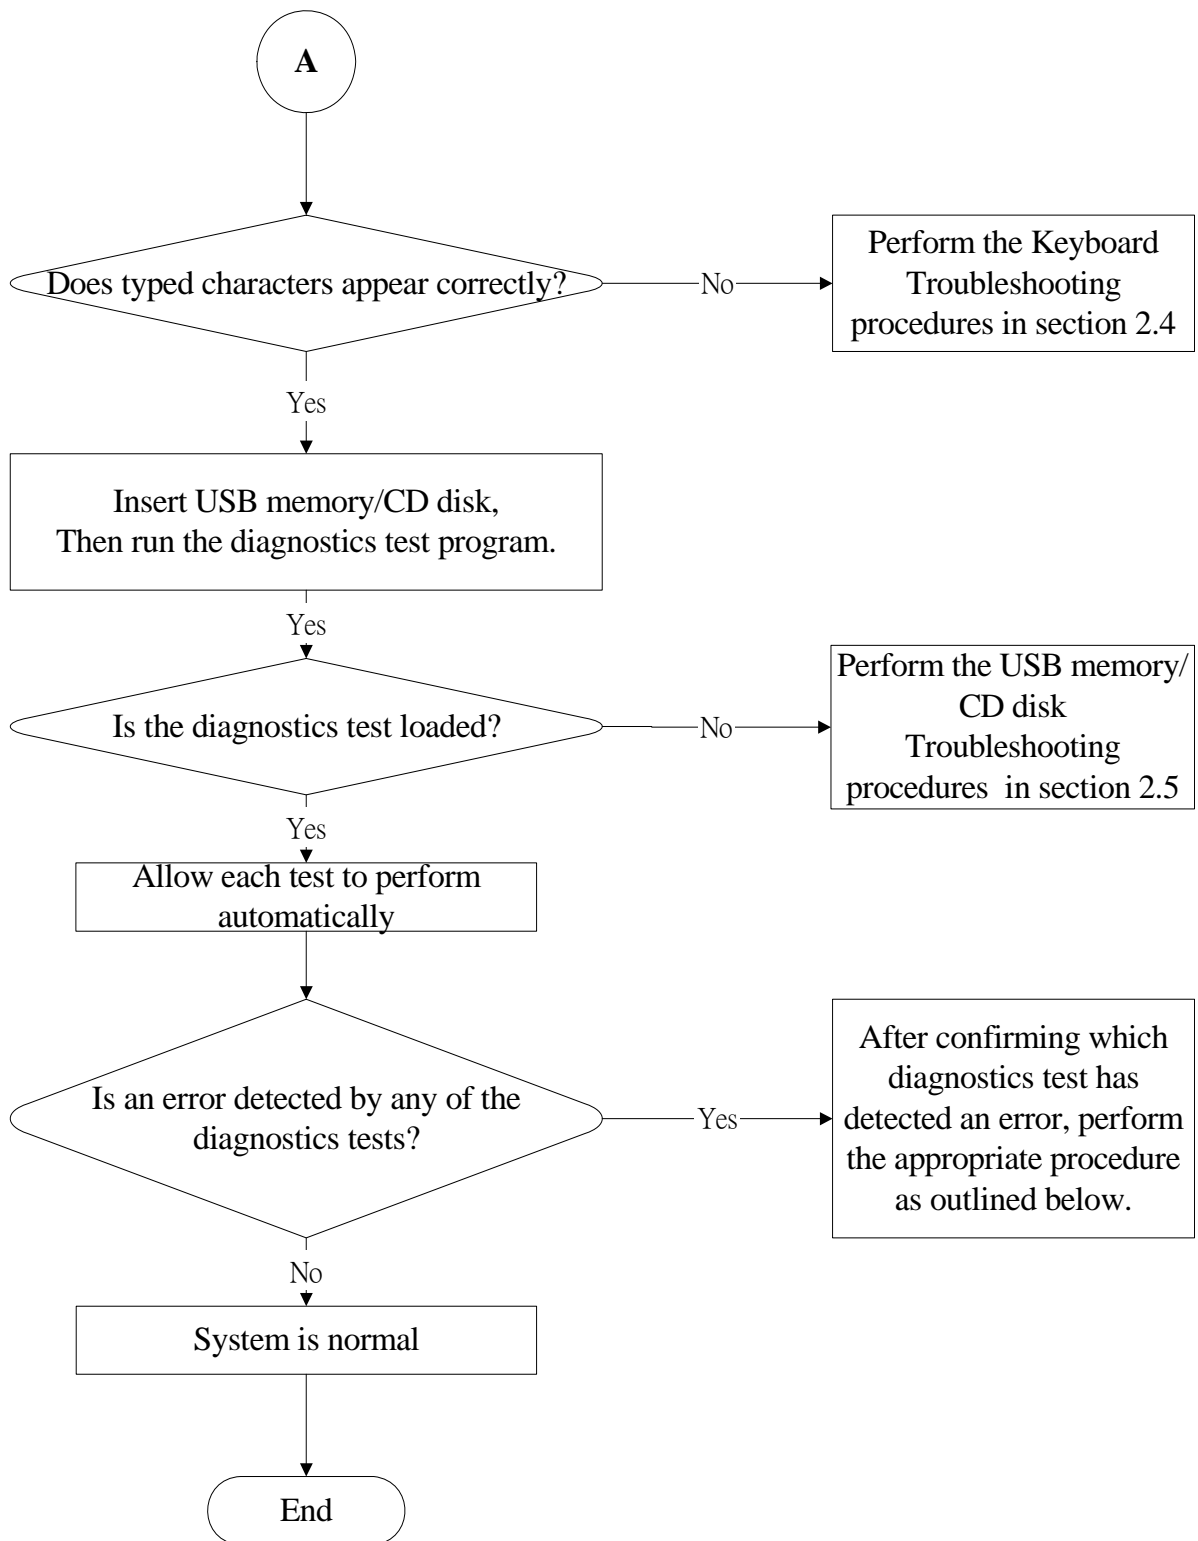 A
Does typed characters appear correctly?
No
Perform the Keyboard
Troubleshooting
procedures in section 2.4
Yes
Insert USB memory/CD disk,
Then run the diagnostics test program.
Yes
Is the diagnostics test loaded?
No
Perform the USB memory/
CD disk
Troubleshooting
procedures in section 2.5
Yes
Allow each test to perform
automatically
Is an error detected by any of the
diagnostics tests?
Yes
After confirming which
diagnostics test has
detected an error, perform
the appropriate procedure
as outlined below.
No
System is normal
End